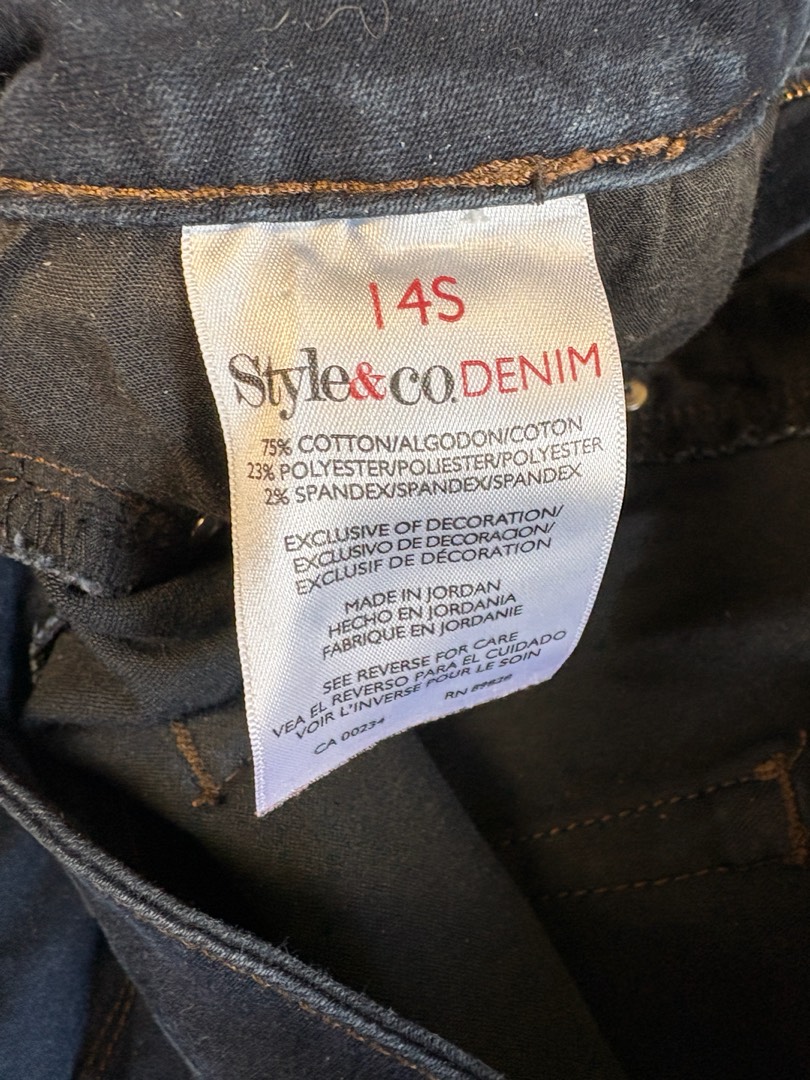 14S
Style&co.DENIM
75% COTTON/ALGODON/COTON
23% POLYESTER/POLIESTER/POLYESTER
2% SPANDEX/SPANDEX/SPANDEX
EXCLUSIVE OF DECORATION/
EXCLUSIVO DE DECORACION/
EXCLUSIF DE DÉCORATION
MADE IN JORDAN
HECHO EN JORDANIA
FABRIQUE EN JORDANIE
SEE REVERSE FOR CARE
VEA EL REVERSO PARA EL CUIDADO
VOIR L'INVERSE POUR LE SOIN
CA 00234 RN